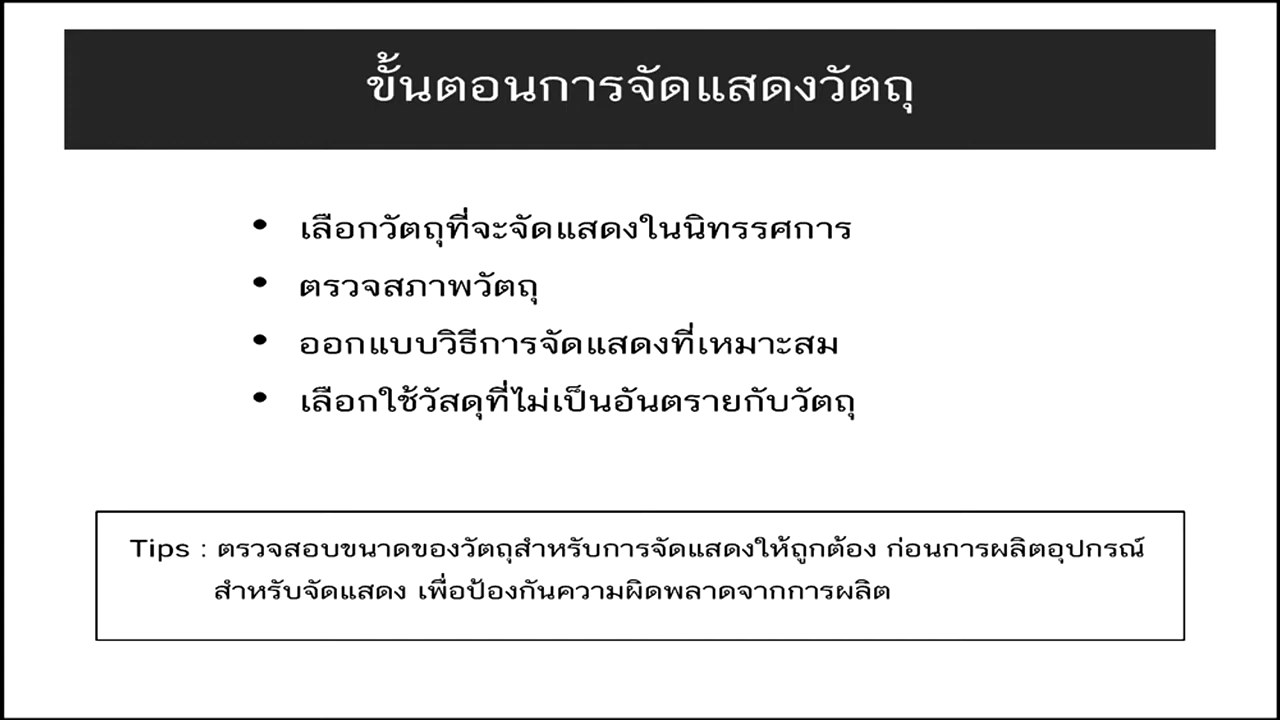 ขั้นตอนการจัดแสดงวัตถุ
• เลือกวัตถุที่จะจัดแสดงในนิทรรศการ
• ตรวจสภาพวัตถุ
• ออกแบบวิธีการจัดแสดงที่เหมาะสม
• เลือกใช้วัสดุที่ไม่เป็นอันตรายกับวัตถุ
Tips : ตรวจสอบขนาดของวัตถุสำหรับการจัดแสดงให้ถูกต้อง ก่อนการผลิตอุปกรณ์
สำหรับจัดแสดง เพื่อป้องกันความผิดพลาดจากการผลิต